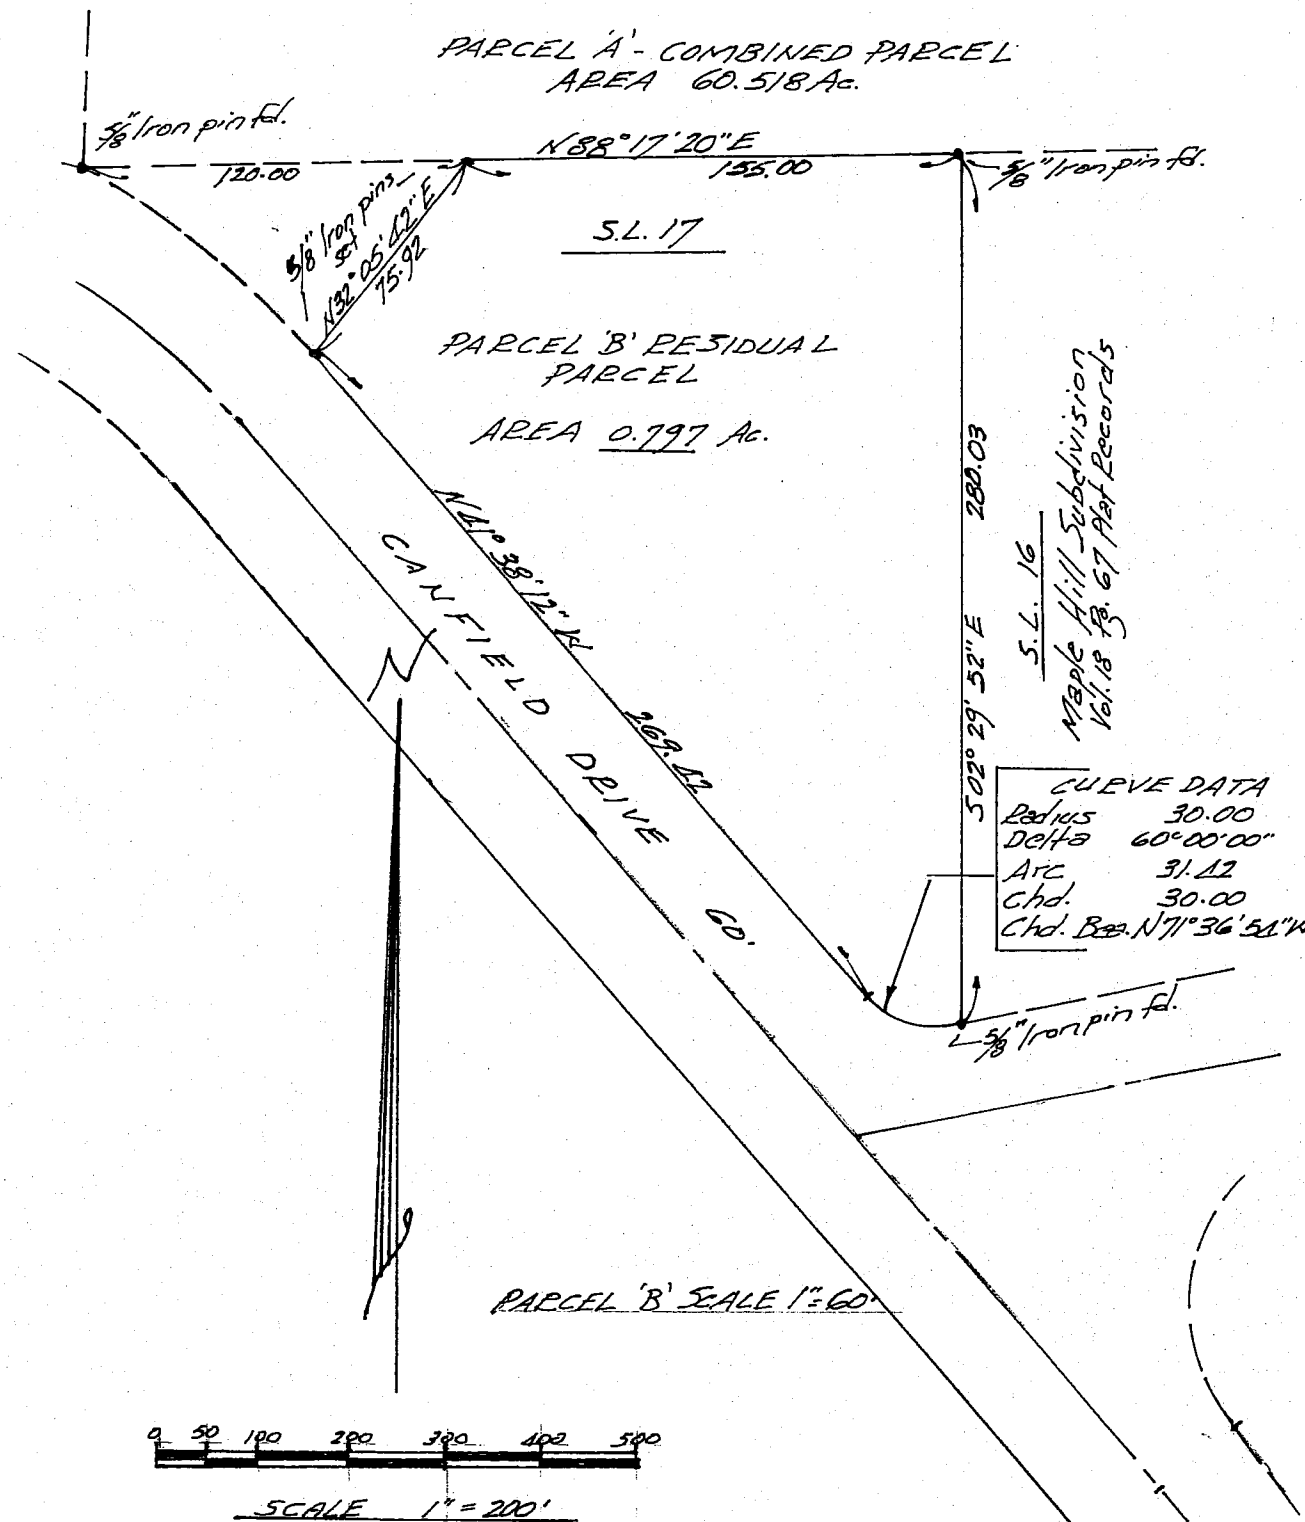 PARCEL 'A' - COMBINED PARCEL
AREA 60.518 Ac.
5/8" Iron pin fd.
N88°17'20"E
120.00
155.00
5/8" Iron pin fd.
5/8" Iron pins
set
N32°05'42"E
75.92
S.L. 17
PARCEL 'B' RESIDUAL
PARCEL
AREA 0.797 Ac.
N41°38'12"W
269.42
CANFIELD DRIVE 60'
S02°29'52"E 280.03
S.L. 16
Maple Hill Subdivision
Vol. 18 Pg. 67 Plat Records
N
CURVE DATA
Radius 30.00
Delta 60°00'00"
Arc 31.42
Chd. 30.00
Chd. Bea. N71°36'54"W
5/8" Iron pin fd.
PARCEL 'B' SCALE 1"=60'
0 50 100 200 300 400 500
SCALE 1"=200'